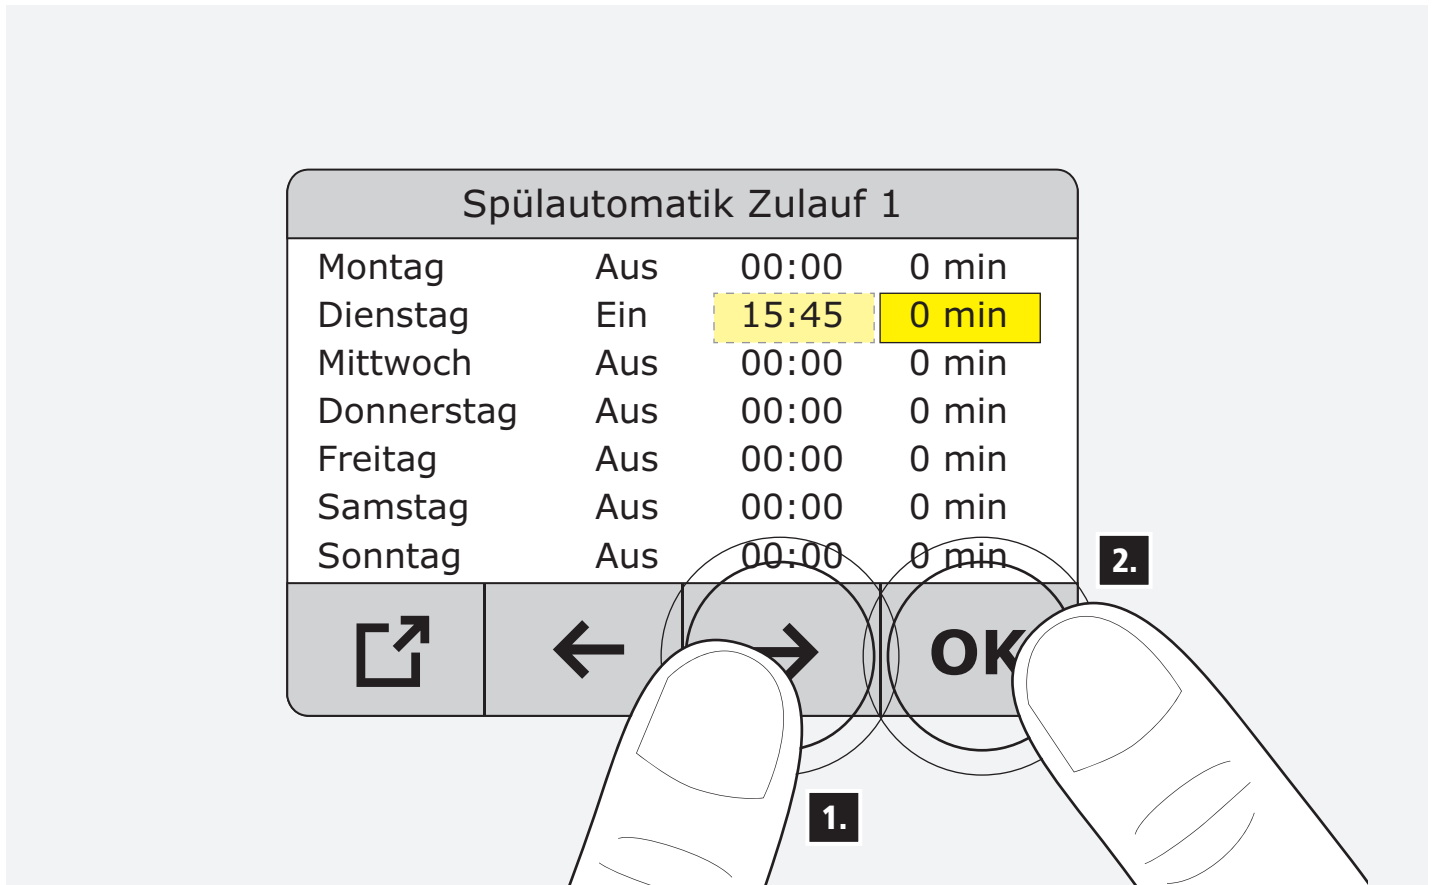 Spülautomatik Zulauf 1
Montag Aus 00:00 0 min
Dienstag Ein 15:45 0 min
Mittwoch Aus 00:00 0 min
Donnerstag Aus 00:00 0 min
Freitag Aus 00:00 0 min
Samstag Aus 00:00 0 min
Sonntag Aus 00:00 0 min
2.
OK
1.